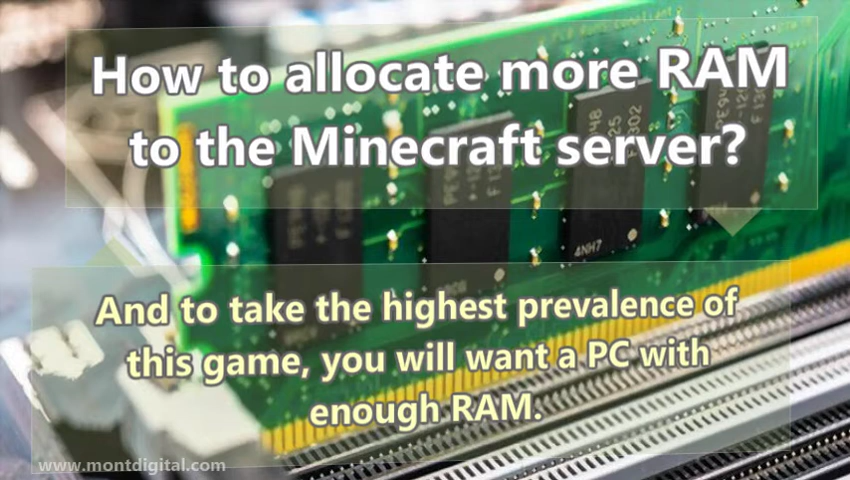 How to allocate more RAM
to the Minecraft server?
And to take the highest prevalence of
this game, you will want a PC with
enough RAM.
www.montdigital.com
4NH7